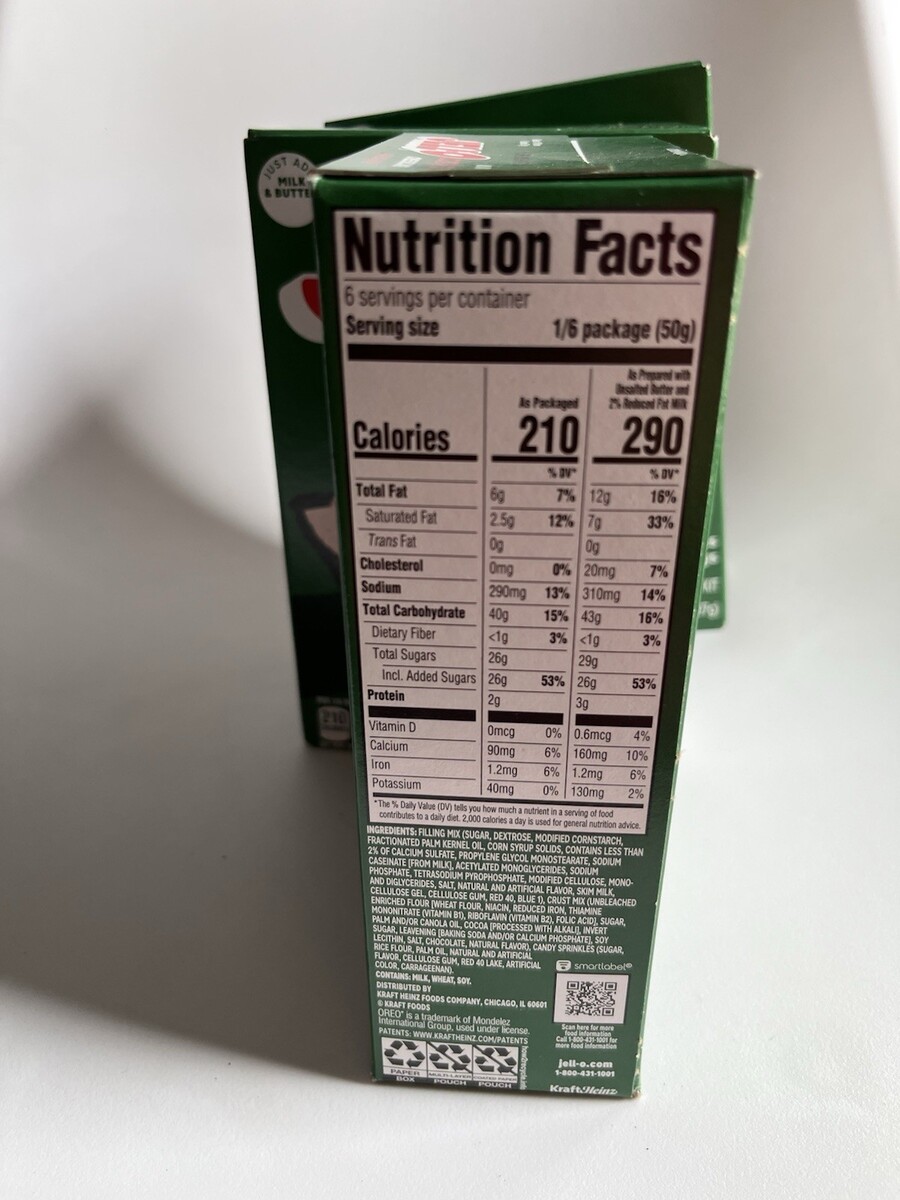 JUST AD
MILK
& BUTTE
Nutrition Facts
6 servings per container
Serving size 1/6 package (50g)
As Packaged
As Prepared with
Unsalted Butter and
2% Reduced Fat Milk
Calories 210 290
% DV* % DV*
Total Fat 6g 7% 12g 16%
Saturated Fat 2.5g 12% 7g 33%
Trans Fat 0g 0g
Cholesterol 0mg 0% 20mg 7%
Sodium 290mg 13% 310mg 14%
Total Carbohydrate 40g 15% 43g 16%
Dietary Fiber <1g 3% <1g 3%
Total Sugars 26g 29g
Incl. Added Sugars 26g 53% 26g 53%
Protein 2g 3g
Vitamin D 0mcg 0% 0.6mcg 4%
Calcium 90mg 6% 160mg 10%
Iron 1.2mg 6% 1.2mg 6%
Potassium 40mg 0% 130mg 2%
*The % Daily Value (DV) tells you how much a nutrient in a serving of food
contributes to a daily diet. 2,000 calories a day is used for general nutrition advice.
INGREDIENTS: FILLING MIX (SUGAR, DEXTROSE, MODIFIED CORNSTARCH,
FRACTIONATED PALM KERNEL OIL, CORN SYRUP SOLIDS, CONTAINS LESS THAN
2% OF CALCIUM SULFATE, PROPYLENE GLYCOL MONOSTEARATE, SODIUM
CASEINATE [FROM MILK], ACETYLATED MONOGLYCERIDES, SODIUM
PHOSPHATE, TETRASODIUM PYROPHOSPHATE, MODIFIED CELLULOSE, MONO-
AND DIGLYCERIDES, SALT, NATURAL AND ARTIFICIAL FLAVOR, SKIM MILK,
CELLULOSE GEL, CELLULOSE GUM, RED 40, BLUE 1), CRUST MIX (UNBLEACHED
ENRICHED FLOUR [WHEAT FLOUR, NIACIN, REDUCED IRON, THIAMINE
MONONITRATE (VITAMIN B1), RIBOFLAVIN (VITAMIN B2), FOLIC ACID], SUGAR,
PALM AND/OR CANOLA OIL, COCOA [PROCESSED WITH ALKALI], INVERT
SUGAR, LEAVENING [BAKING SODA AND/OR CALCIUM PHOSPHATE], SOY
LECITHIN, SALT, CHOCOLATE, NATURAL FLAVOR), CANDY SPRINKLES (SUGAR,
RICE FLOUR, PALM OIL, NATURAL AND ARTIFICIAL
FLAVOR, CELLULOSE GUM, RED 40 LAKE, ARTIFICIAL
COLOR, CARRAGEENAN).
CONTAINS: MILK, WHEAT, SOY.
DISTRIBUTED BY
KRAFT HEINZ FOODS COMPANY, CHICAGO, IL 60601
© KRAFT FOODS
OREO® is a trademark of Mondelez
International Group, used under license.
PATENTS: WWW.KRAFTHEINZ.COM/PATENTS
smartlabel®
Scan here for more
food information
Call 1-800-431-1001 for
more food information
jell-o.com
1-800-431-1001
KraftHeinz
PAPER MULTI-LAYER COATED PAPER
BOX POUCH POUCH
how2recycle.info
210